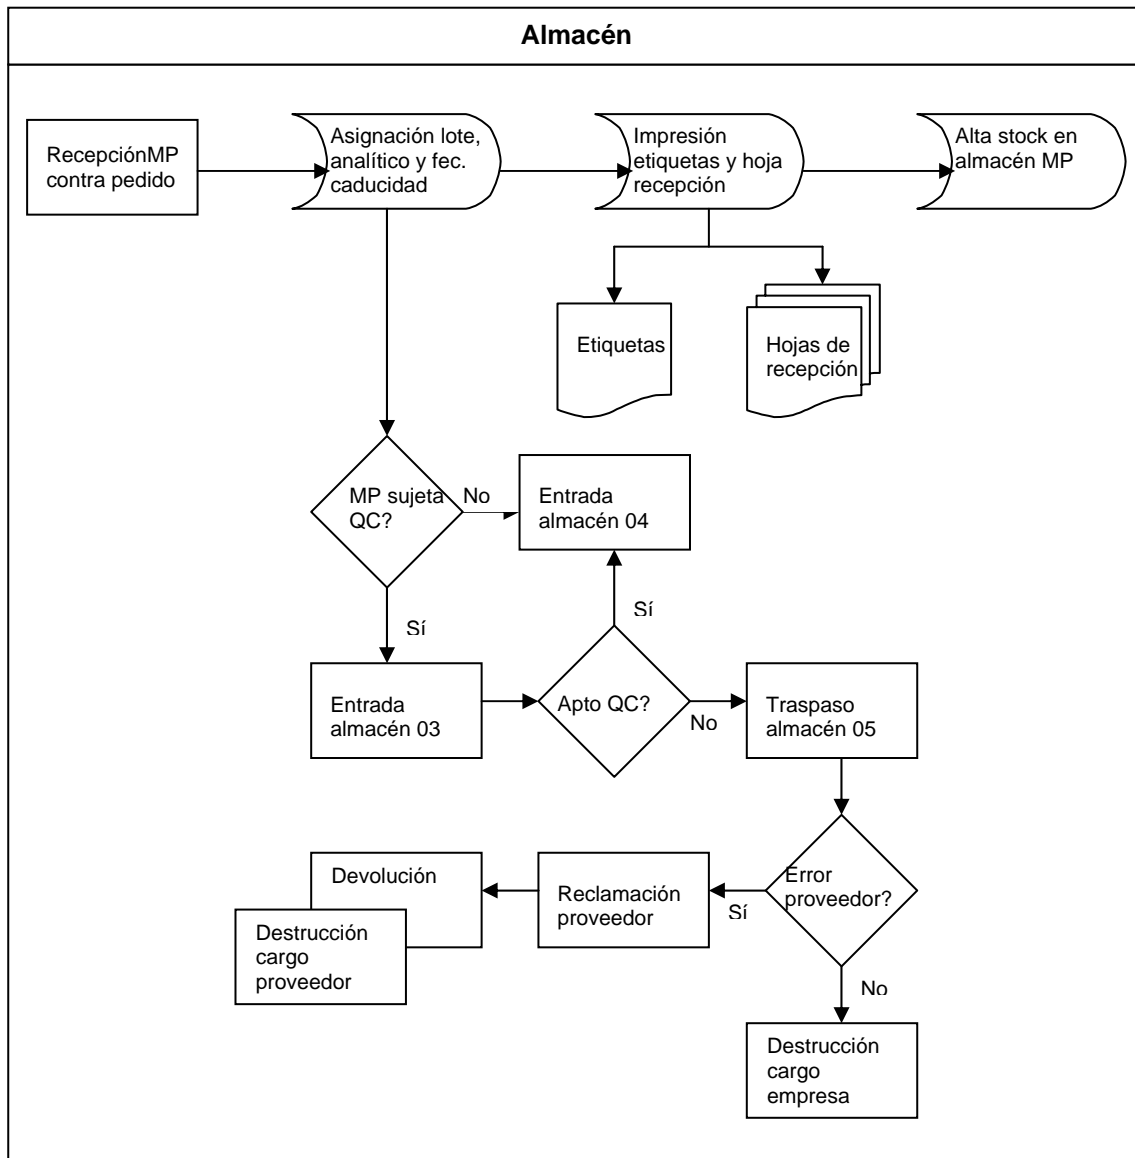 Almacén
RecepciónMP
contra pedido
Asignación lote,
analítico y fec.
caducidad
Impresión
etiquetas y hoja
recepción
Alta stock en
almacén MP
Etiquetas
Hojas de
recepción
MP sujeta
QC?
No
Entrada
almacén 04
Sí
Sí
Entrada
almacén 03
Apto QC?
No
Traspaso
almacén 05
Devolución
Destrucción
cargo
proveedor
Reclamación
proveedor
Sí
Error
proveedor?
No
Destrucción
cargo
empresa